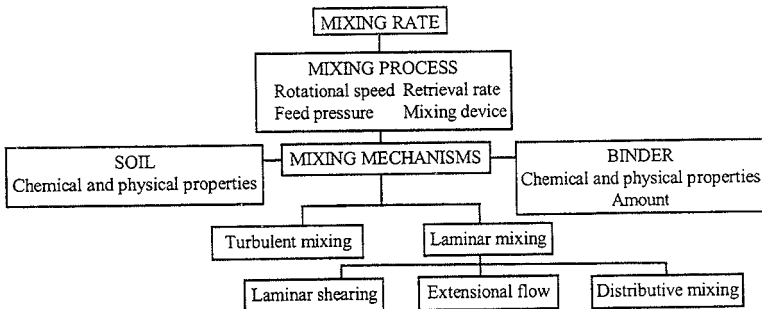 MIXING RATE
MIXING PROCESS
Rotational speed Retrieval rate
Feed pressure Mixing device
SOIL
Chemical and physical properties
MIXING MECHANISMS
BINDER
Chemical and physical properties
Amount
Turbulent mixing
Laminar mixing
Laminar shearing
Extensional flow
Distributive mixing